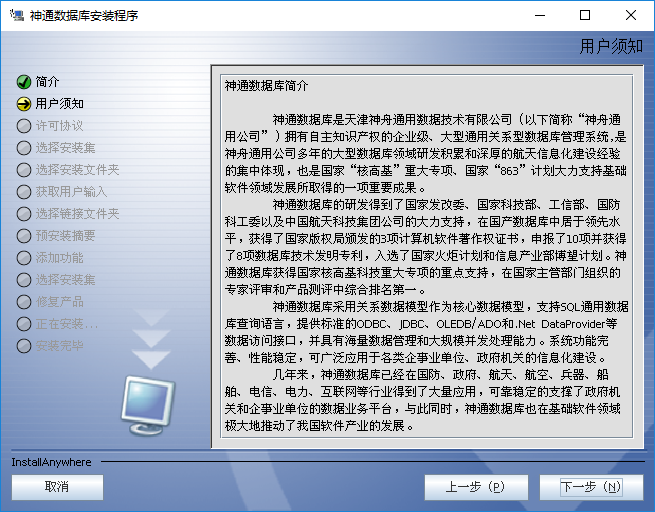 神通数据库安装程序
用户须知
简介
用户须知
许可协议
选择安装集
选择安装文件夹
获取用户输入
选择链接文件夹
预安装摘要
添加功能
选择安装集
修复产品
正在安装...
安装完毕
神通数据库简介
神通数据库是天津神舟通用数据技术有限公司（以下简称“神舟通
用公司”）拥有自主知识产权的企业级、大型通用关系型数据库管理系统,是
神舟通用公司多年的大型数据库领域研发积累和深厚的航天信息化建设经验
的集中体现，也是国家“核高基”重大专项、国家“863”计划大力支持基础
软件领域发展所取得的一项重要成果。
神通数据库的研发得到了国家发改委、国家科技部、工信部、国防
科工委以及中国航天科技集团公司的大力支持，在国产数据库中居于领先水
平，获得了国家版权局颁发的3项计算机软件著作权证书，申报了10项并获得
了8项数据库技术发明专利，入选了国家火炬计划和信息产业部博望计划。神
通数据库获得国家核高基科技重大专项的重点支持，在国家主管部门组织的
专家评审和产品测评中综合排名第一。
神通数据库采用关系数据模型作为核心数据模型，支持SQL通用数据
库查询语言，提供标准的ODBC、JDBC、OLEDB/ADO和.Net DataProvider等
数据访问接口，并具有海量数据管理和大规模并发处理能力。系统功能完
善、性能稳定，可广泛应用于各类企事业单位、政府机关的信息化建设。
几年来，神通数据库已经在国防、政府、航天、航空、兵器、船
舶、电信、电力、互联网等行业得到了大量应用，可靠稳定的支撑了政府机
关和企事业单位的数据业务平台，与此同时，神通数据库也在基础软件领域
极大地推动了我国软件产业的发展。
InstallAnywhere
取消
上一步（P）
下一步（N）